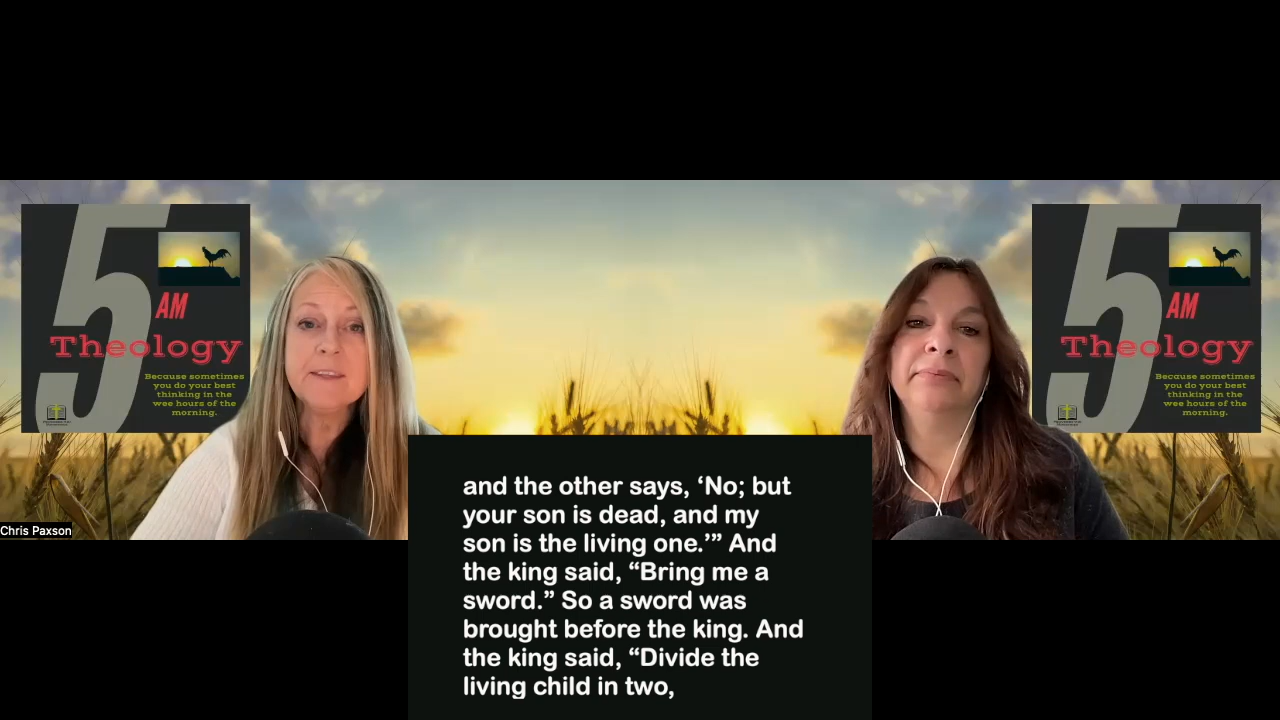 5
AM
Theology
Because sometimes
you do your best
thinking in the
wee hours of the
morning.
Chris Paxson
5
AM
Theology
Because sometimes
you do your best
thinking in the
wee hours of the
morning.
and the other says, ‘No; but
your son is dead, and my
son is the living one.’” And
the king said, “Bring me a
sword.” So a sword was
brought before the king. And
the king said, “Divide the
living child in two,